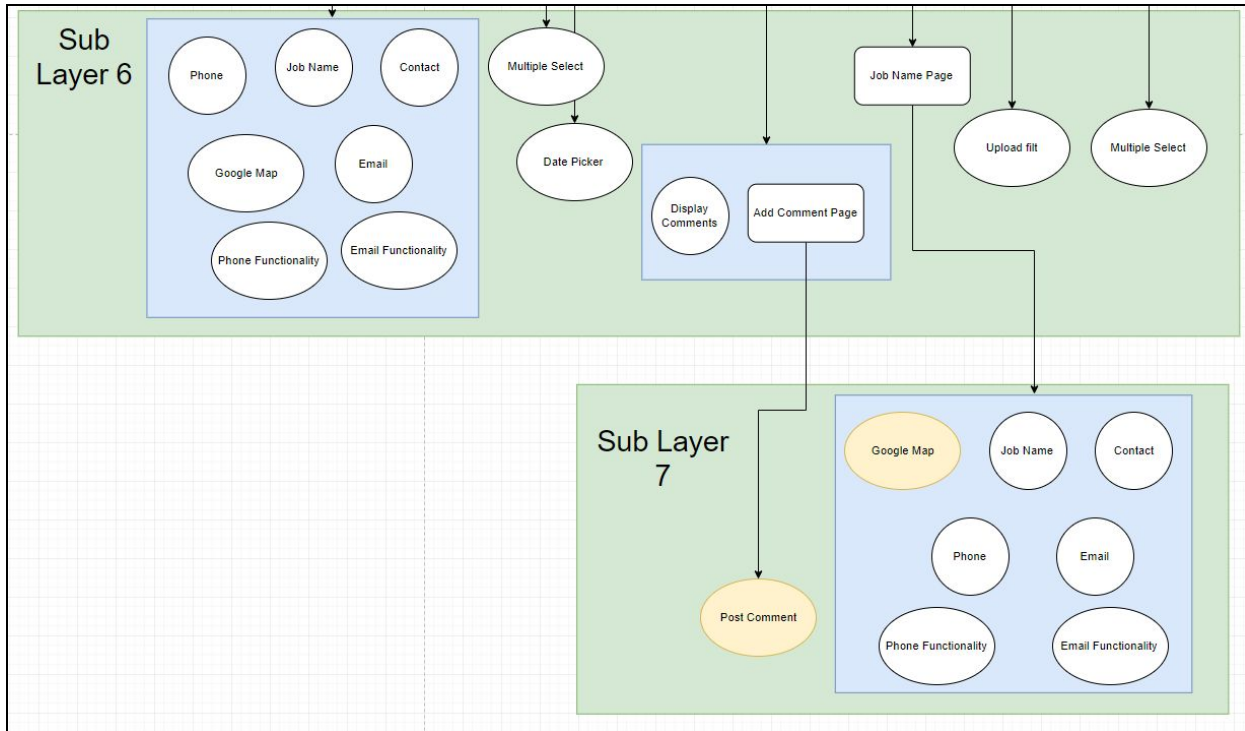 Sub
Layer 6
Phone
Job Name
Contact
Google Map
Email
Phone Functionality
Email Functionality
Multiple Select
Date Picker
Display
Comments
Add Comment Page
Job Name Page
Upload filt
Multiple Select
Sub Layer
7
Post Comment
Google Map
Job Name
Contact
Phone
Email
Phone Functionality
Email Functionality